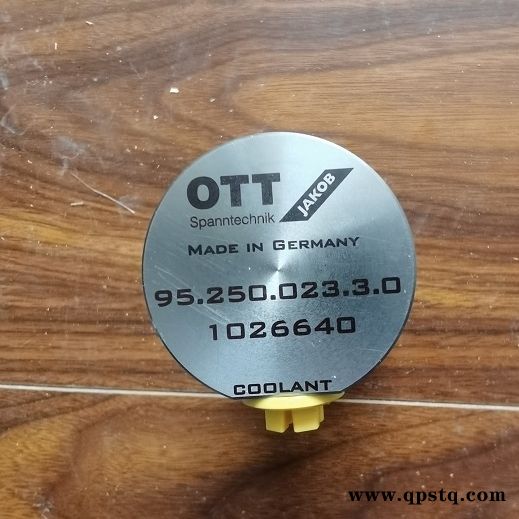 OTT
JAKOB
Spanntechnik
MADE IN GERMANY
95.250.023.3.0
1026640
COOLANT
www.qpstq.com